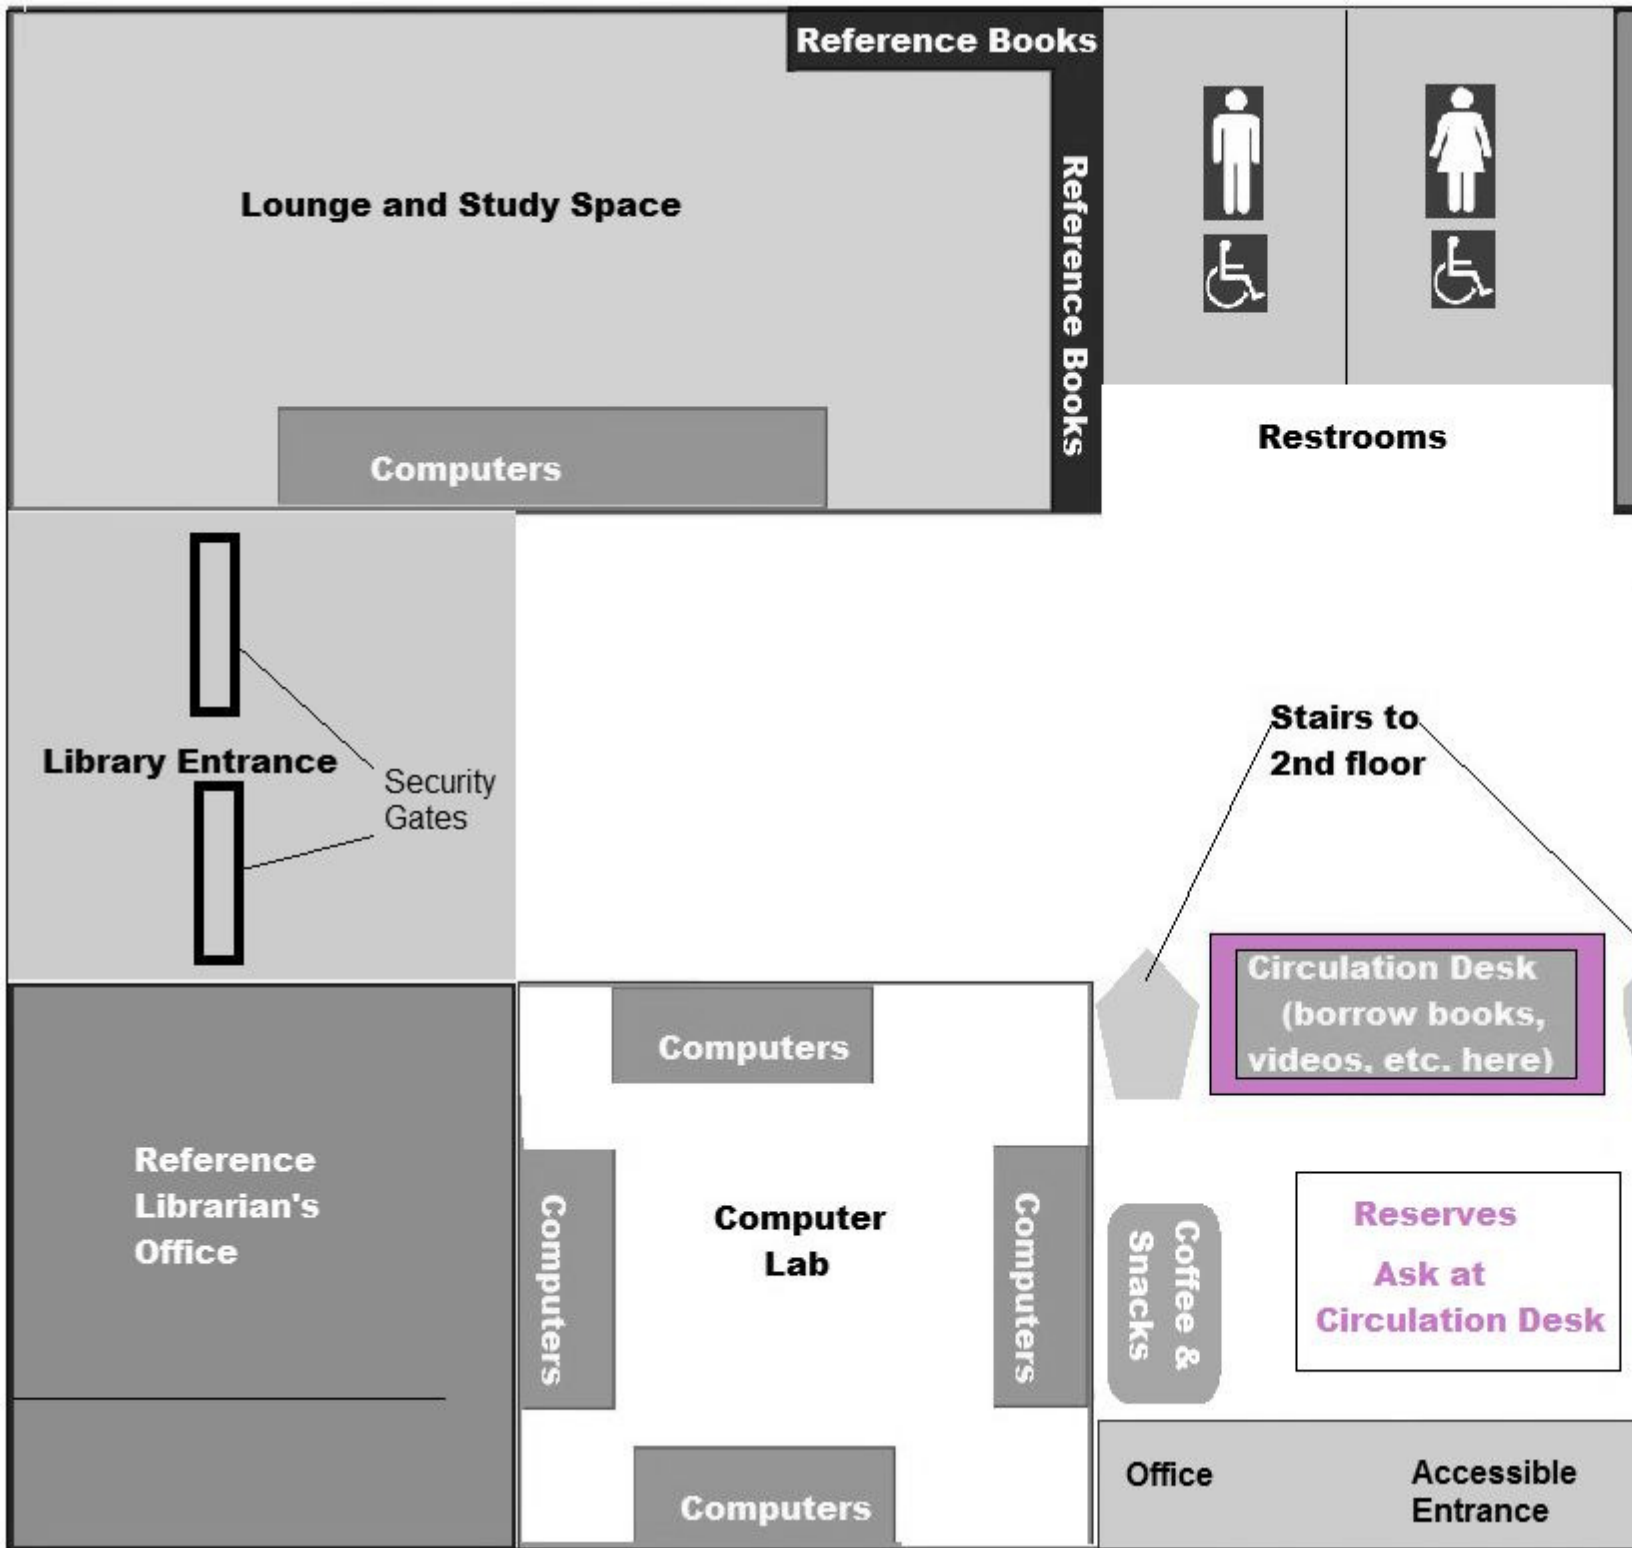 Reference Books
Reference Books
Lounge and Study Space
Computers
Restrooms
Library Entrance
Security
Gates
Stairs to
2nd floor
Circulation Desk
(borrow books,
videos, etc. here)
Computers
Reference
Librarian's
Office
Computers
Computer
Lab
Computers
Coffee &
Snacks
Reserves
Ask at
Circulation Desk
Computers
Office
Accessible
Entrance